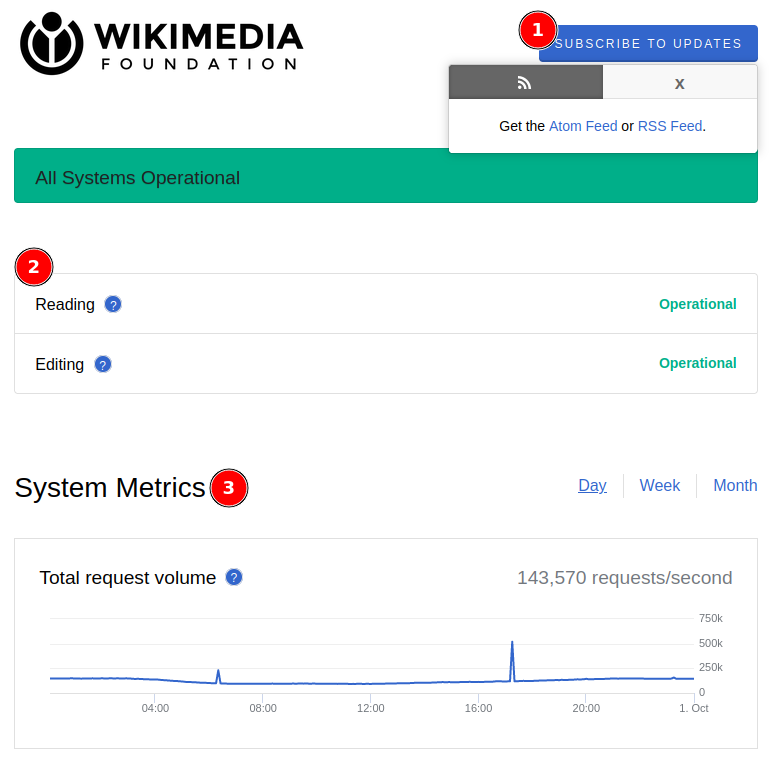 WIKIMEDIA
FOUNDATION
1
SUBSCRIBE TO UPDATES
x
Get the Atom Feed or RSS Feed.
All Systems Operational
2
Reading ? Operational
Editing ? Operational
System Metrics 3 Day Week Month
Total request volume ? 143,570 requests/second
750k
500k
250k
0
04:00 08:00 12:00 16:00 20:00 1. Oct